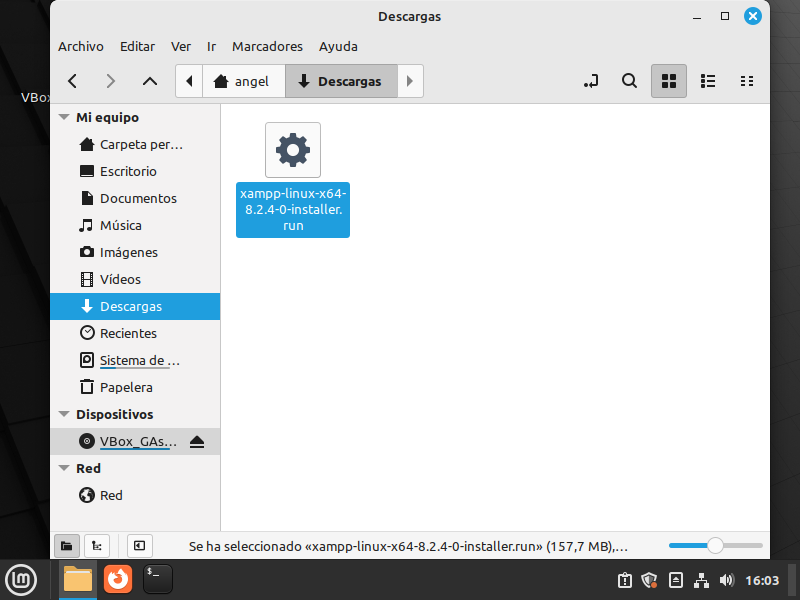 Descargas
Archivo Editar Ver Ir Marcadores Ayuda
angel Descargas
VBox
Mi equipo
Carpeta per...
Escritorio
Documentos
Música
Imágenes
Vídeos
Descargas
Recientes
Sistema de ...
Papelera
Dispositivos
VBox_GAs...
Red
Red
xampp-linux-x64-
8.2.4-0-installer.
run
Se ha seleccionado «xampp-linux-x64-8.2.4-0-installer.run» (157,7 MB),...
16:03